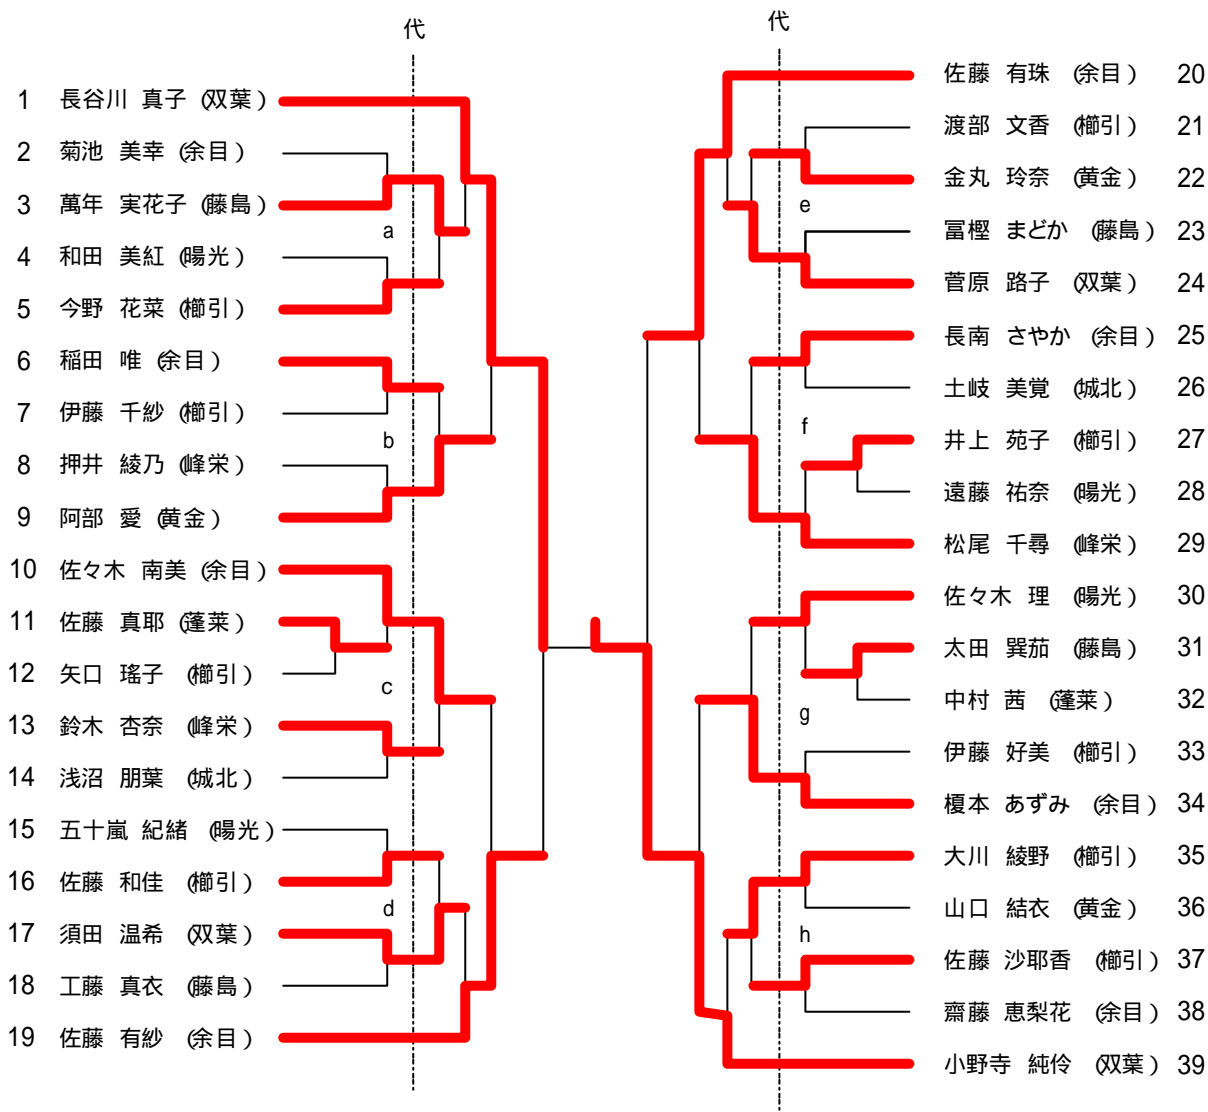 代
代
1 長谷川 真子 (双葉)
2 菊池 美幸 (余目)
3 萬年 実花子 (藤島)
a
4 和田 美紅 (陽光)
5 今野 花菜 (櫛引)
6 稲田 唯 (余目)
7 伊藤 千紗 (櫛引)
b
8 押井 綾乃 (峰栄)
9 阿部 愛 (黄金)
10 佐々木 南美 (余目)
11 佐藤 真耶 (蓬莱)
12 矢口 瑤子 (櫛引)
c
13 鈴木 杏奈 (峰栄)
14 浅沼 朋葉 (城北)
15 五十嵐 紀緒 (陽光)
16 佐藤 和佳 (櫛引)
d
17 須田 温希 (双葉)
18 工藤 真衣 (藤島)
19 佐藤 有紗 (余目)
佐藤 有珠 (余目) 20
渡部 文香 (櫛引) 21
金丸 玲奈 (黄金) 22
e
冨樫 まどか (藤島) 23
菅原 路子 (双葉) 24
長南 さやか (余目) 25
土岐 美覚 (城北) 26
f
井上 苑子 (櫛引) 27
遠藤 祐奈 (陽光) 28
松尾 千尋 (峰栄) 29
佐々木 理 (陽光) 30
太田 巽茄 (藤島) 31
中村 茜 (蓬莱) 32
g
伊藤 好美 (櫛引) 33
榎本 あずみ (余目) 34
大川 綾野 (櫛引) 35
山口 結衣 (黄金) 36
h
佐藤 沙耶香 (櫛引) 37
齋藤 恵梨花 (余目) 38
小野寺 純伶 (双葉) 39